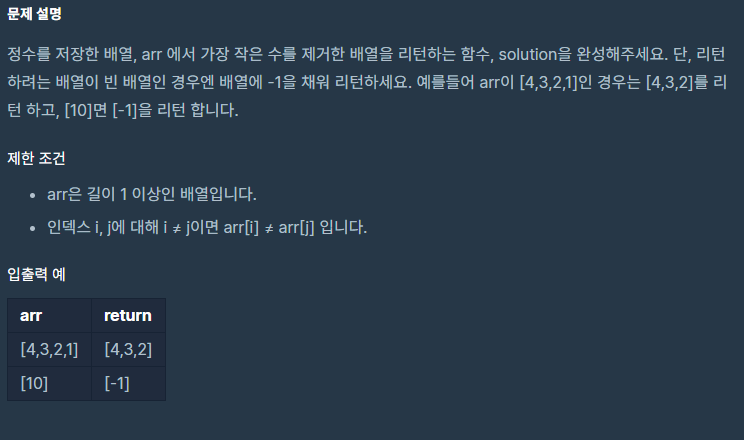 문제 설명
정수를 저장한 배열, arr 에서 가장 작은 수를 제거한 배열을 리턴하는 함수, solution을 완성해주세요. 단, 리턴
하려는 배열이 빈 배열인 경우엔 배열에 -1을 채워 리턴하세요. 예를들어 arr이 [4,3,2,1]인 경우는 [4,3,2]를 리
턴 하고, [10]면 [-1]을 리턴 합니다.
제한 조건
• arr은 길이 1 이상인 배열입니다.
• 인덱스 i, j에 대해 i ≠ j이면 arr[i] ≠ arr[j] 입니다.
입출력 예
arr return
[4,3,2,1] [4,3,2]
[10] [-1]